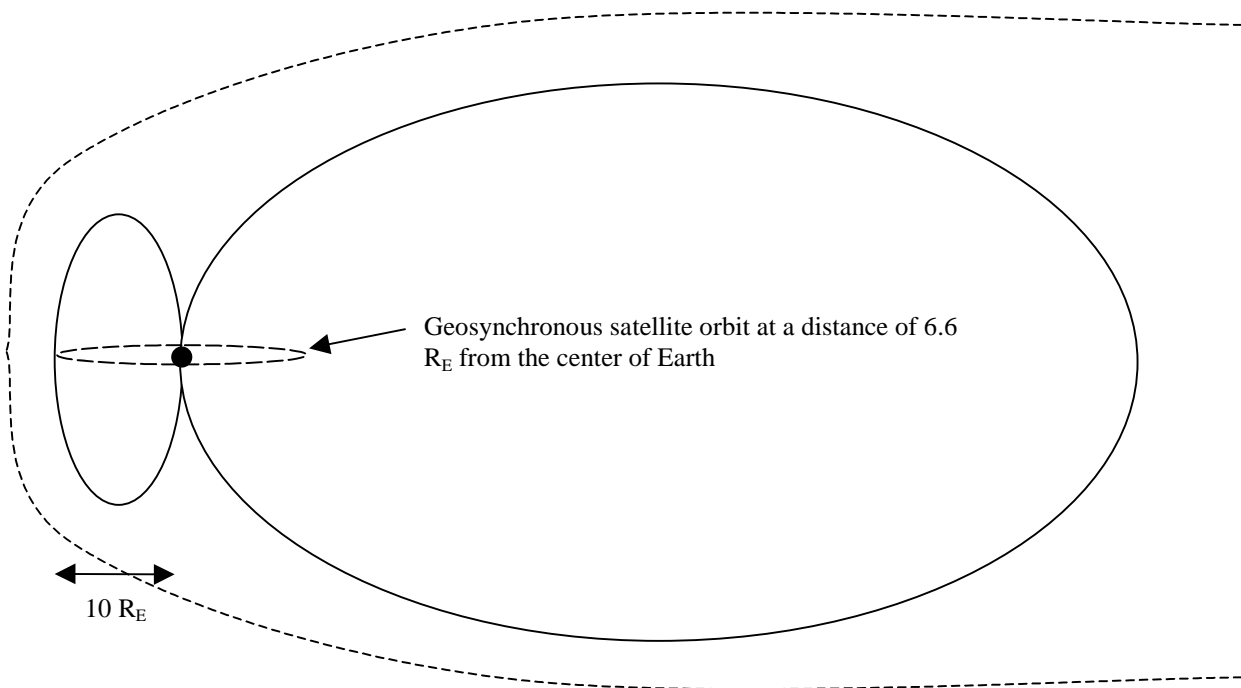 Geosynchronous satellite orbit at a distance of 6.6
R_E from the center of Earth
10 R_E